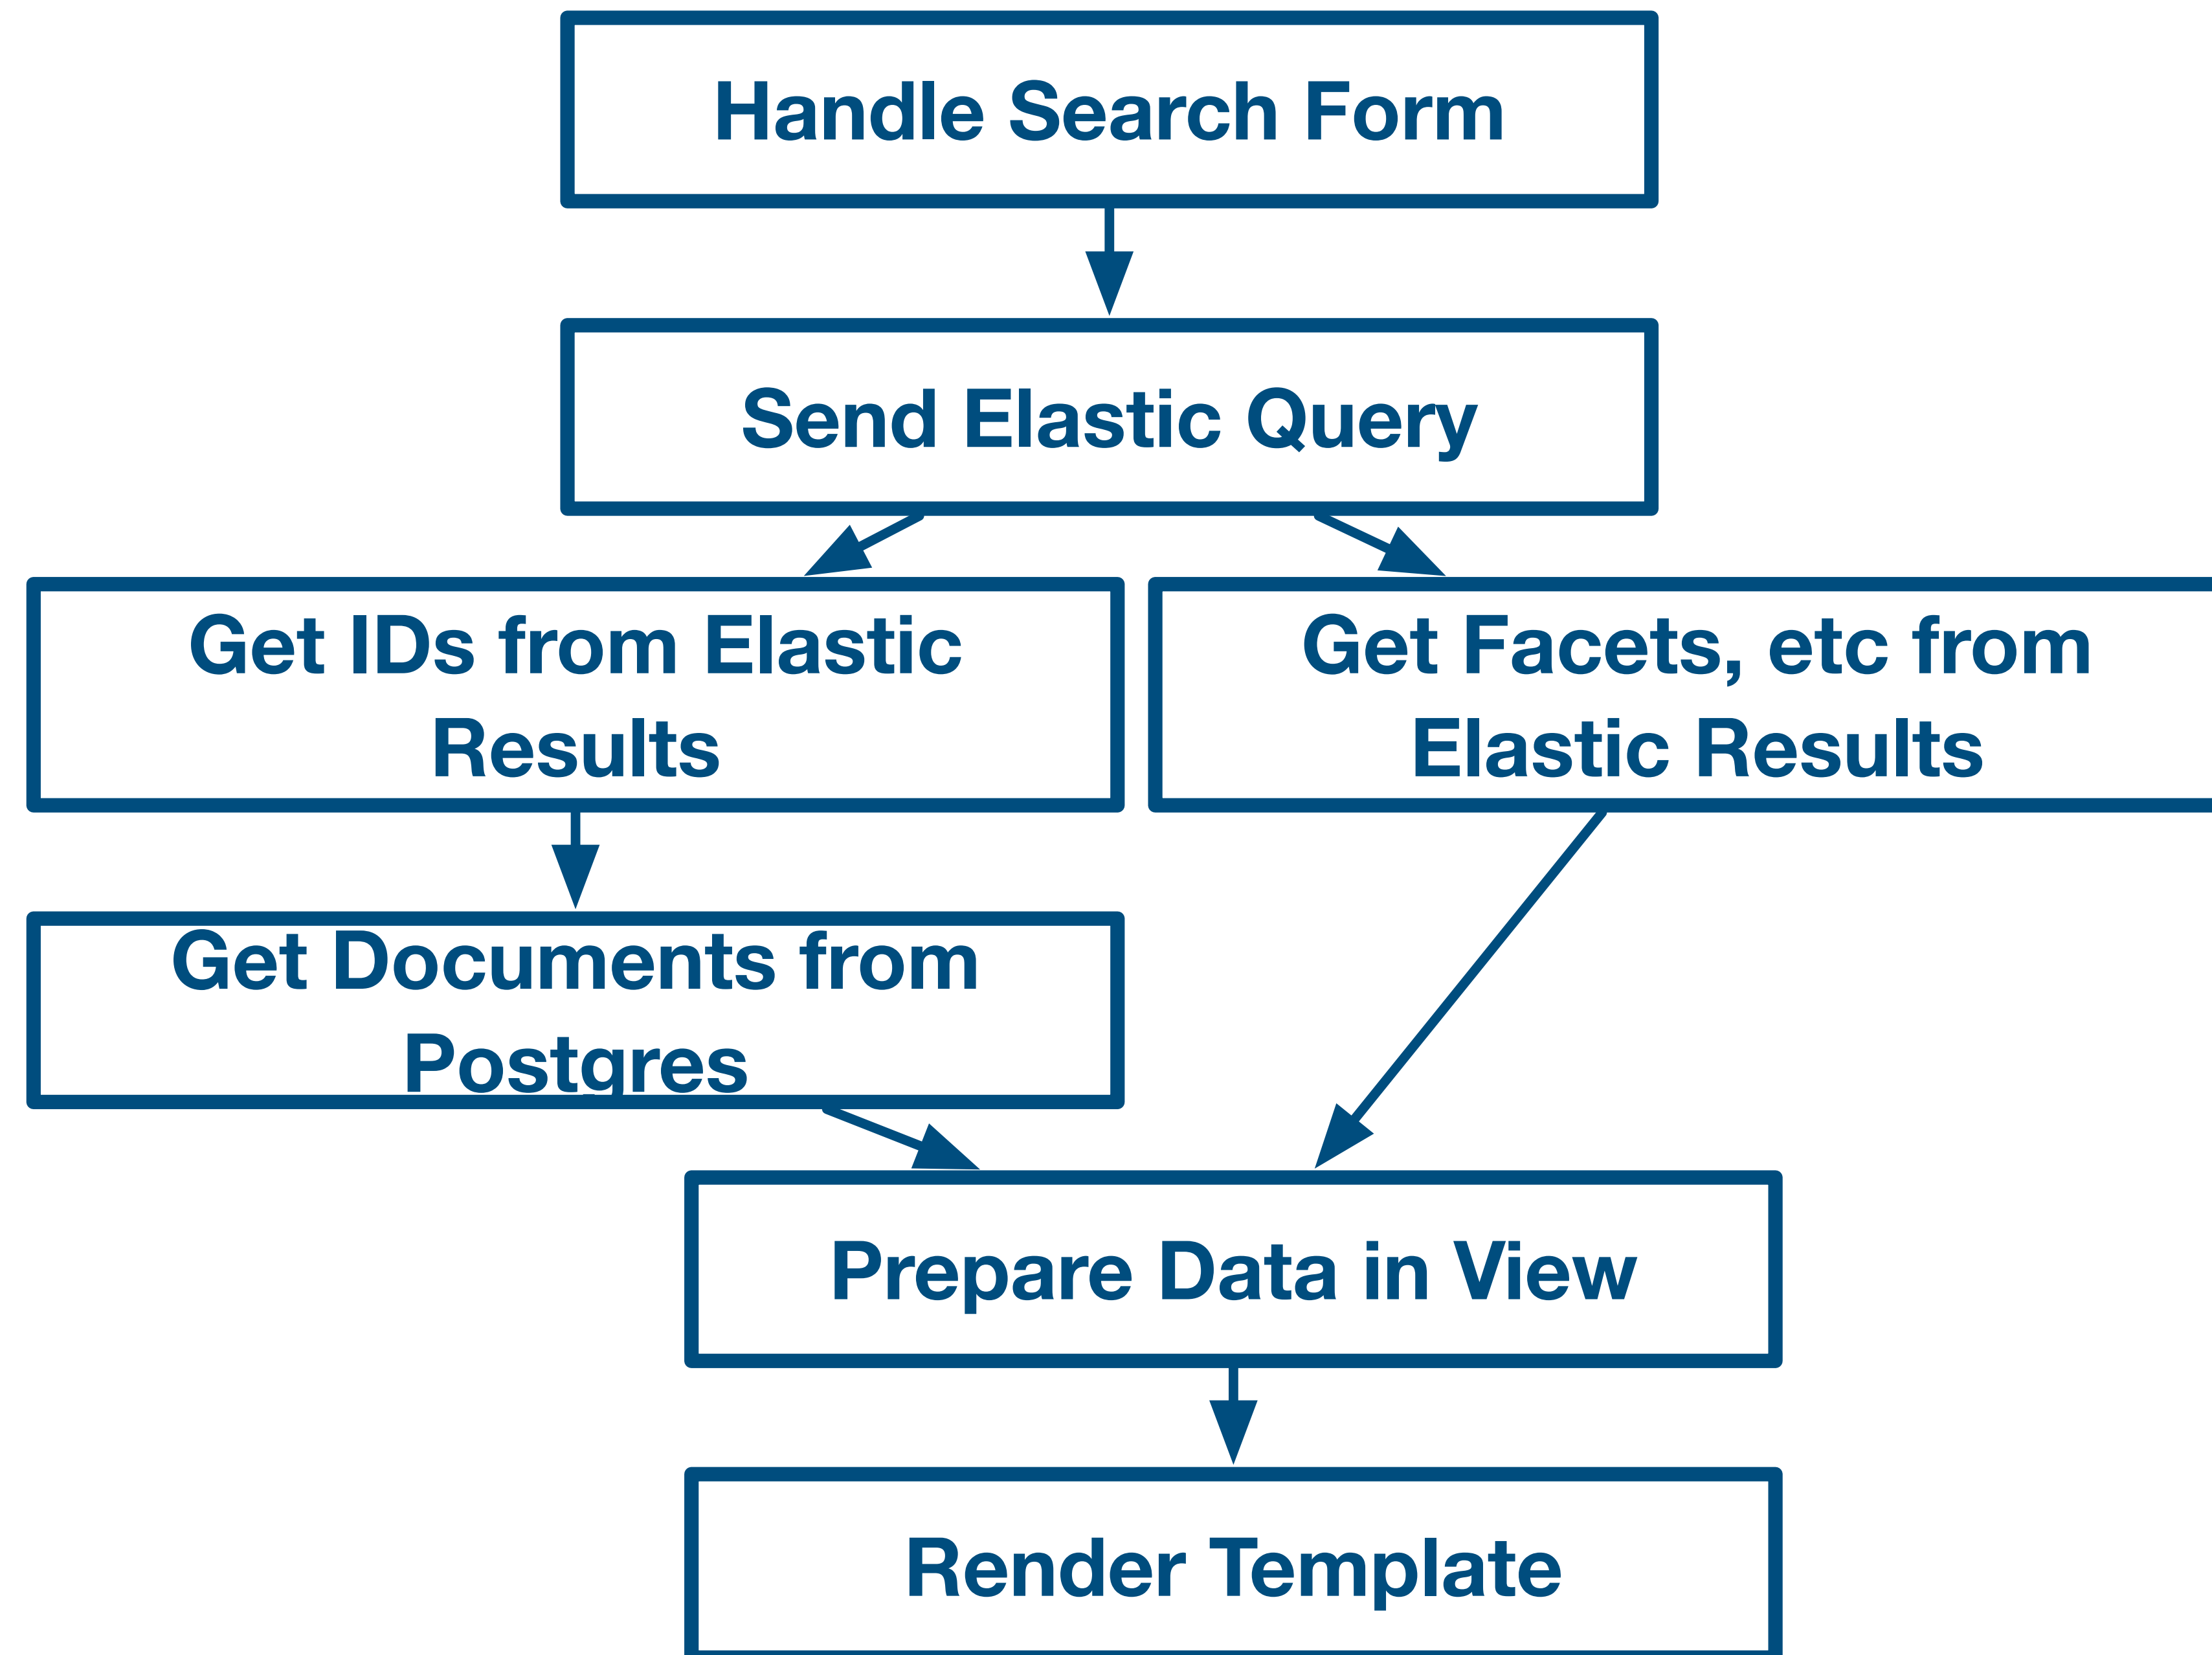 Handle Search Form
Send Elastic Query
Get IDs from Elastic
Results
Get Facets, etc from
Elastic Results
Get Documents from
Postgres
Prepare Data in View
Render Template